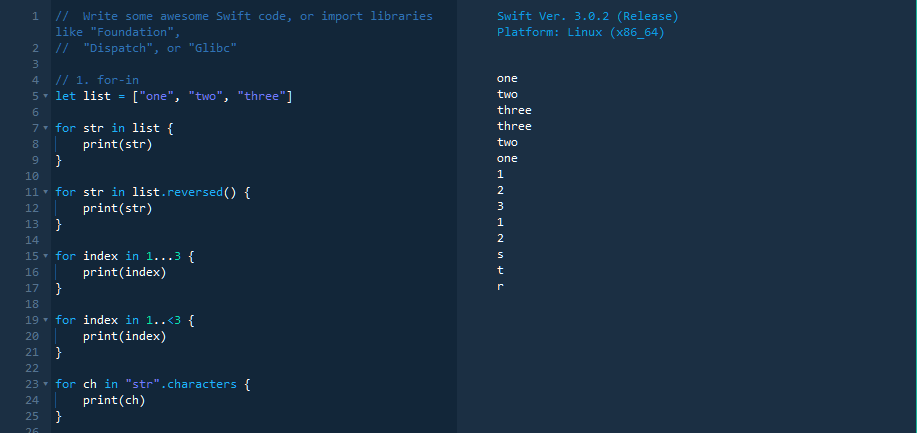 1 //  Write some awesome Swift code, or import libraries
like "Foundation",
2 //  "Dispatch", or "Glibc"
3
4 // 1. for-in
5 let list = ["one", "two", "three"]
6
7 for str in list {
8     print(str)
9 }
10
11 for str in list.reversed() {
12     print(str)
13 }
14
15 for index in 1...3 {
16     print(index)
17 }
18
19 for index in 1..<3 {
20     print(index)
21 }
22
23 for ch in "str".characters {
24     print(ch)
25 }
26
Swift Ver. 3.0.2 (Release)
Platform: Linux (x86_64)
one
two
three
three
two
one
1
2
3
1
2
s
t
r